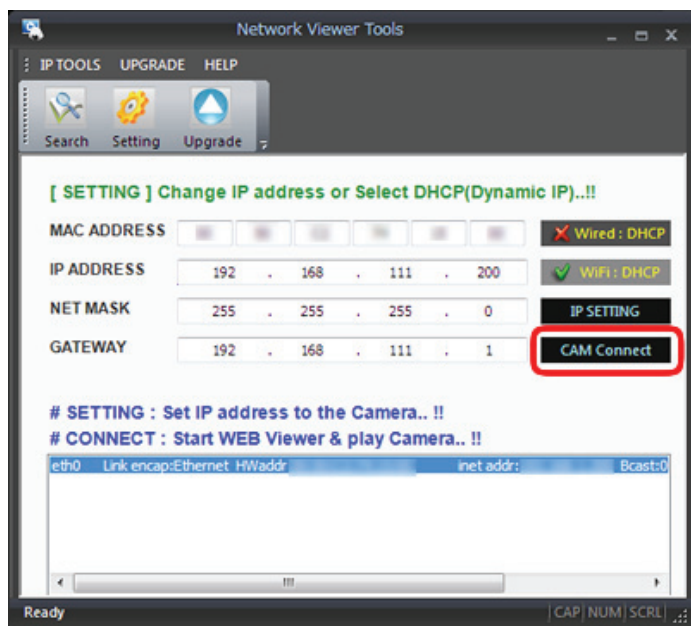 Network Viewer Tools
IP TOOLS UPGRADE HELP
Search Setting Upgrade
[ SETTING ] Change IP address or Select DHCP(Dynamic IP)..!!
MAC ADDRESS Wired : DHCP
IP ADDRESS 192 . 168 . 111 . 200 WiFi : DHCP
NET MASK 255 . 255 . 255 . 0 IP SETTING
GATEWAY 192 . 168 . 111 . 1 CAM Connect
# SETTING : Set IP address to the Camera.. !!
# CONNECT : Start WEB Viewer & play Camera.. !!
eth0 Link encap:Ethernet HWaddr inet addr: Bcast:0
Ready CAP NUM SCRL